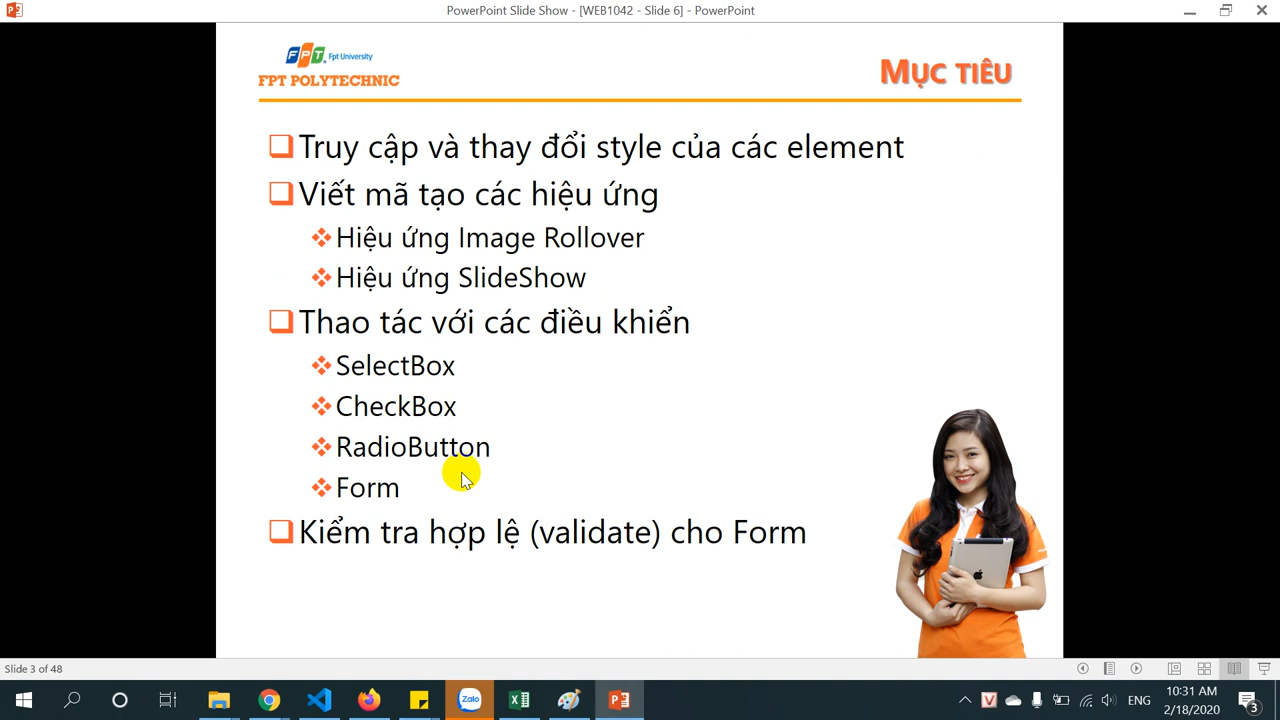 PowerPoint Slide Show - [WEB1042 - Slide 6] - PowerPoint
FPT Fpt University
FPT POLYTECHNIC
MỤC TIÊU
Truy cập và thay đổi style của các element
Viết mã tạo các hiệu ứng
Hiệu ứng Image Rollover
Hiệu ứng SlideShow
Thao tác với các điều khiển
SelectBox
CheckBox
RadioButton
Form
Kiểm tra hợp lệ (validate) cho Form
Slide 3 of 48
Zalo
ENG
10:31 AM
2/18/2020
3